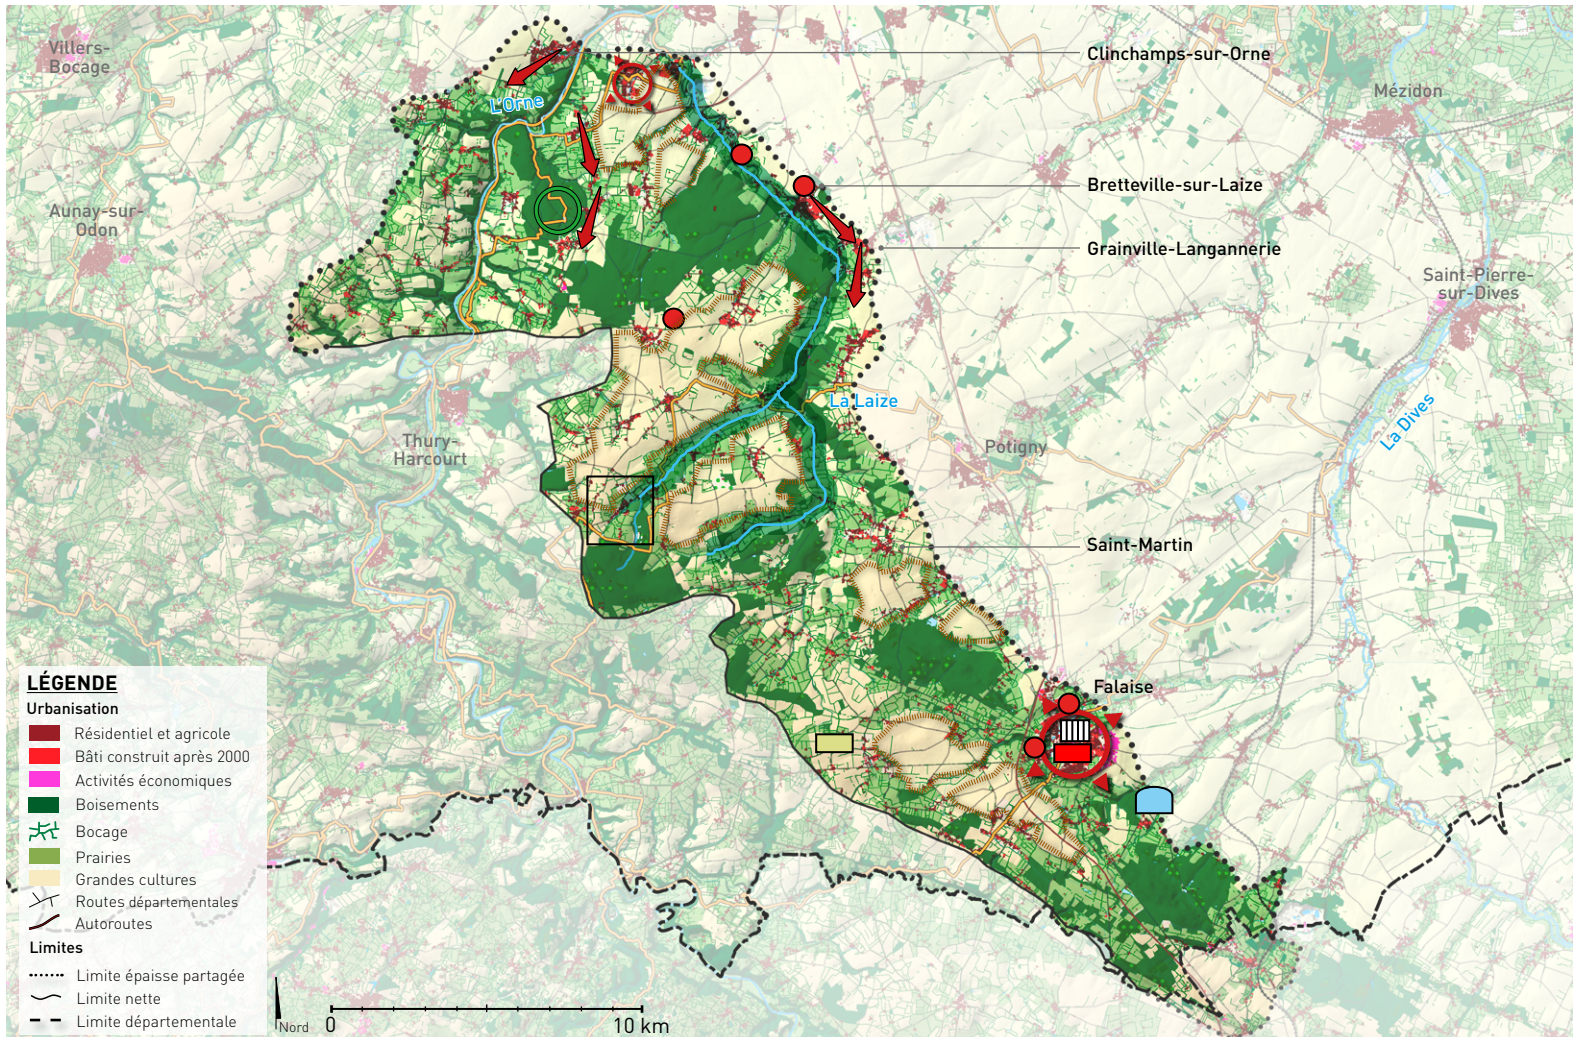 Villers-
Bocage
Clinchamps-sur-Orne
Mézidon
L'Orne
Bretteville-sur-Laize
Aunay-sur-
Odon
Grainville-Langannerie
Saint-Pierre-
sur-Dives
La Laize
La Dives
Thury-
Harcourt
Potigny
Saint-Martin
Falaise
LÉGENDE
Urbanisation
Résidentiel et agricole
Bâti construit après 2000
Activités économiques
Boisements
Bocage
Prairies
Grandes cultures
Routes départementales
Autoroutes
Limites
Limite épaisse partagée
Limite nette
Limite départementale
Nord
0
10 km